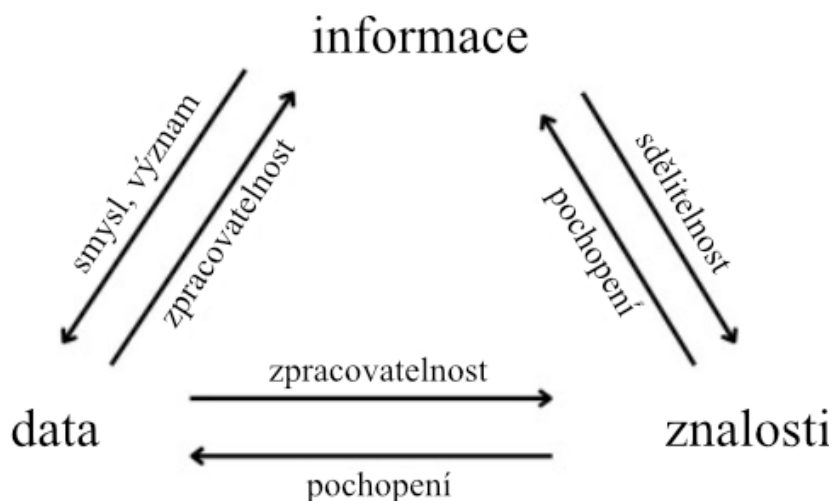 informace
smysl, význam
zpracovatelnost
pochopení
sdělitelnost
zpracovatelnost
data
znalosti
pochopení